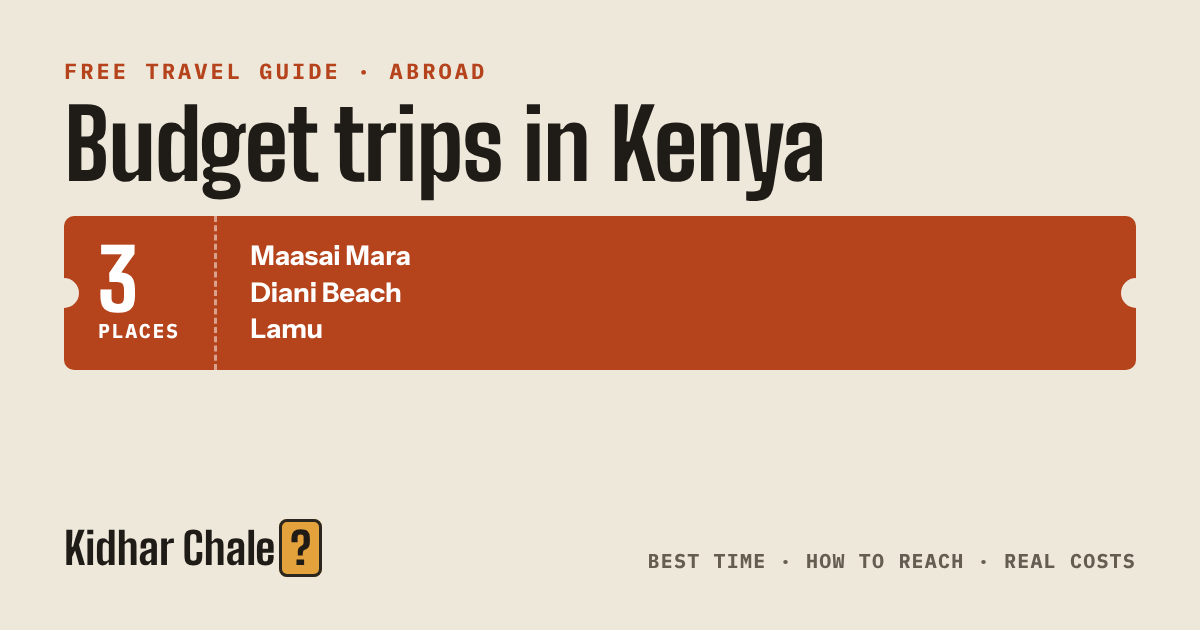 FREE TRAVEL GUIDE · ABROAD
Budget trips in Kenya
3
PLACES
Maasai Mara
Diani Beach
Lamu
Kidhar Chale?
BEST TIME · HOW TO REACH · REAL COSTS